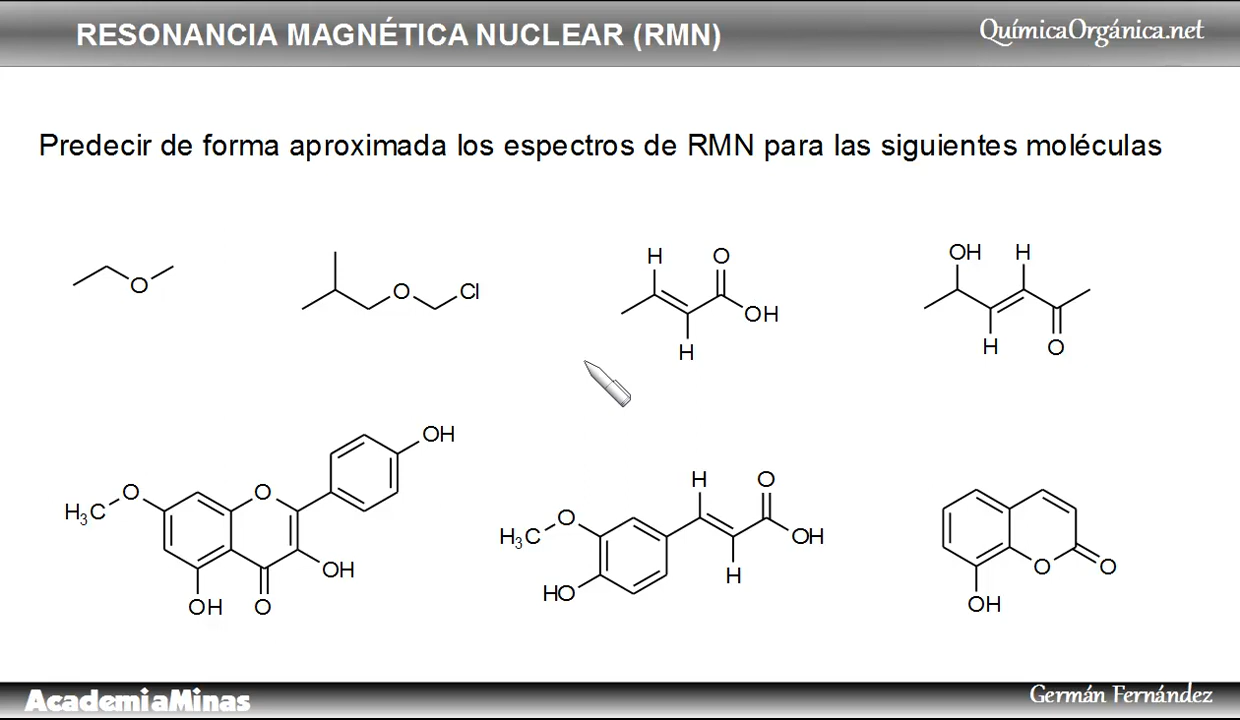 RESONANCIA MAGNÉTICA NUCLEAR (RMN)
QuímicaOrgánica.net
Predecir de forma aproximada los espectros de RMN para las siguientes moléculas
O
O
Cl
H
O
OH
H
OH
H
H
O
OH
O
O
H₃C
OH
OH
O
H
O
O
H₃C
OH
H
HO
O
O
OH
AcademiaMinas
Germán Fernández